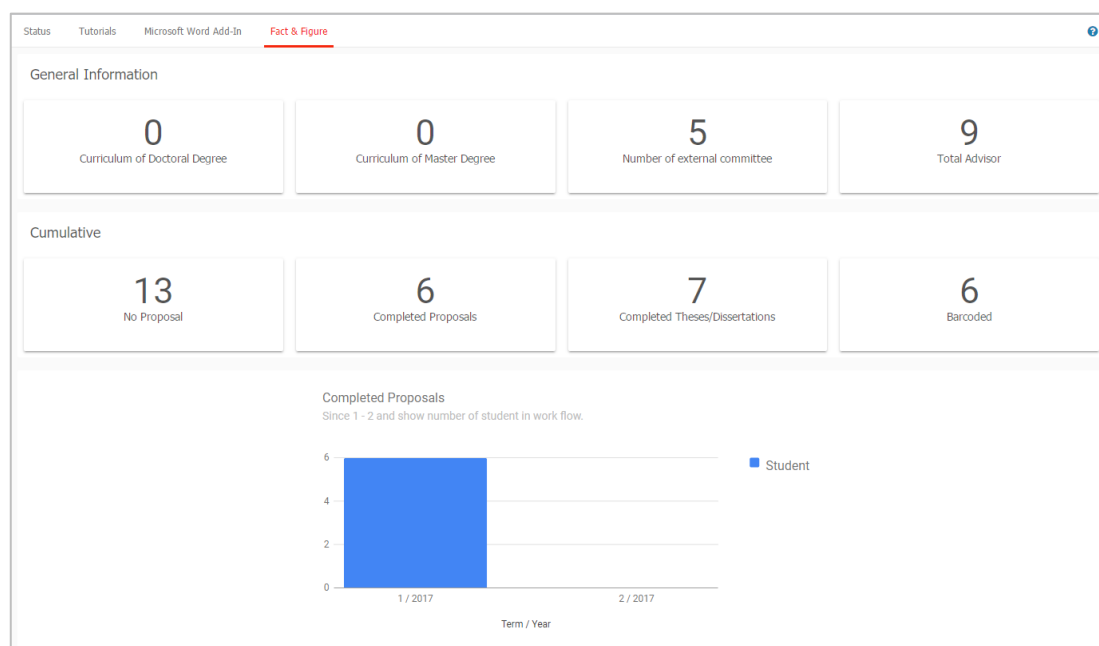 Status Tutorials Microsoft Word Add-In Fact & Figure ?
General Information
0 0 5 9
Curriculum of Doctoral Degree Curriculum of Master Degree Number of external committee Total Advisor
Cumulative
13 6 7 6
No Proposal Completed Proposals Completed Theses/Dissertations Barcoded
Completed Proposals
Since 1 - 2 and show number of student in work flow.
6
Student
4
2
0
1 / 2017 2 / 2017
Term / Year